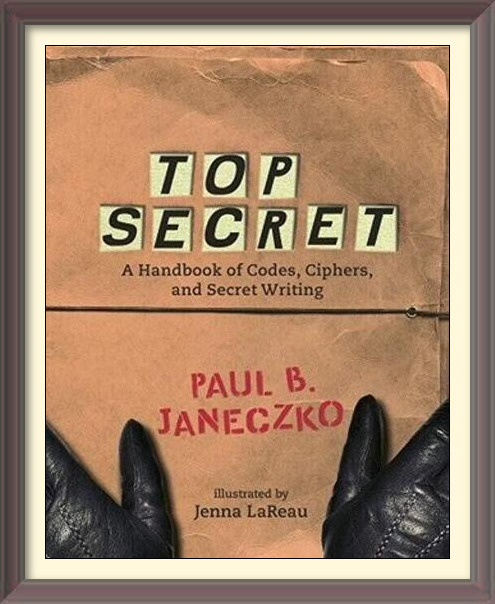 TOP
SECRET
A Handbook of Codes, Ciphers,
and Secret Writing
PAUL B.
JANECZKO
illustrated by
Jenna LaReau